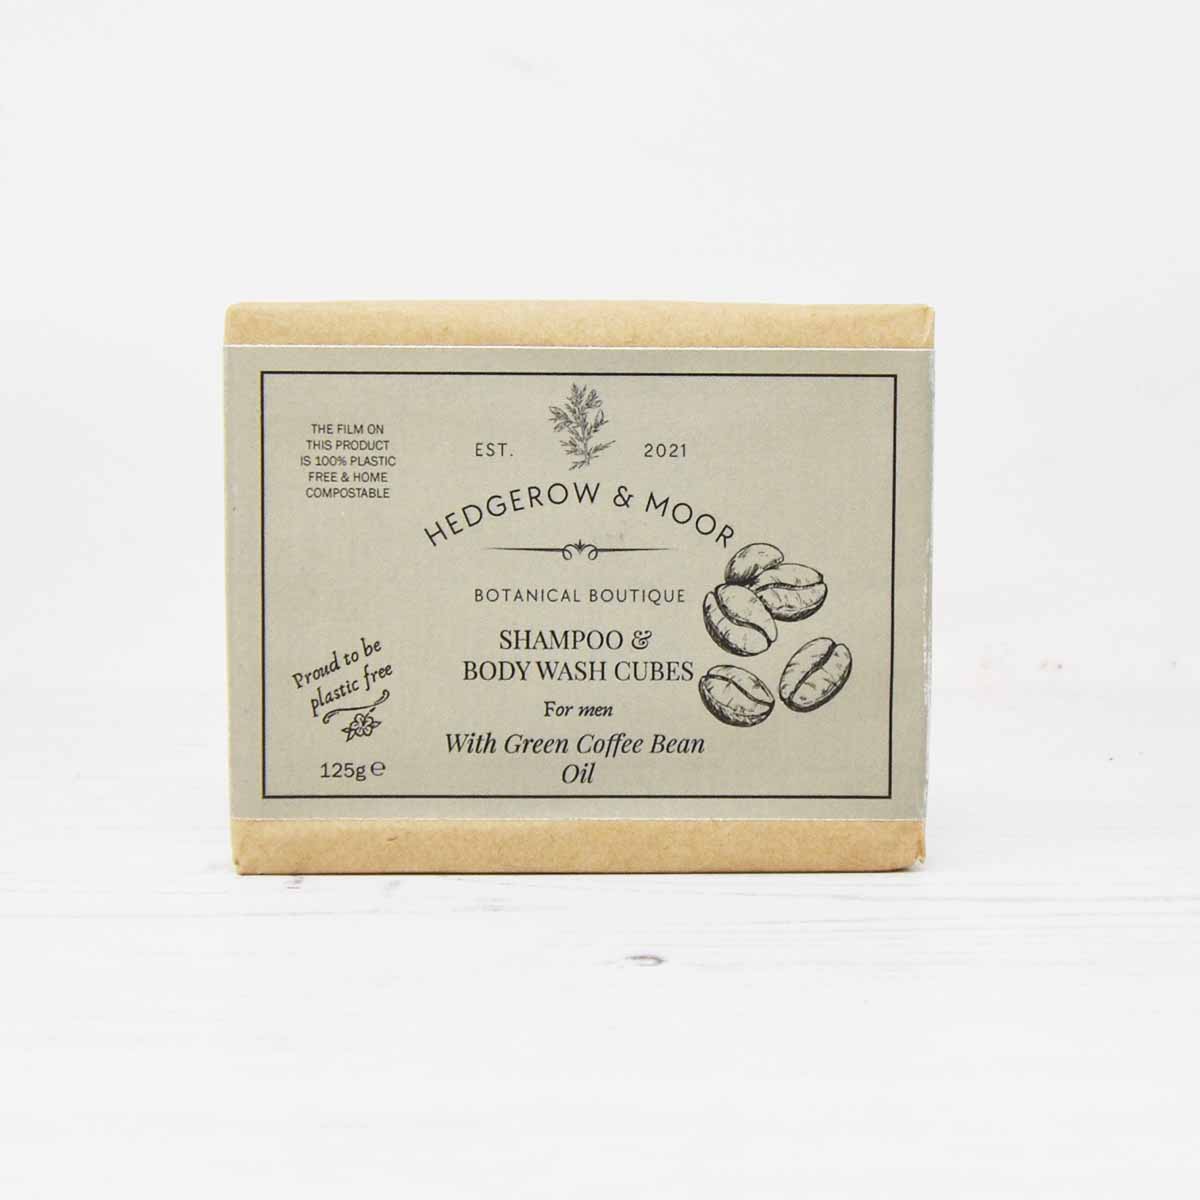 THE FILM ON
THIS PRODUCT
IS 100% PLASTIC
FREE & HOME
COMPOSTABLE
EST. 2021
HEDGEROW & MOOR
BOTANICAL BOUTIQUE
SHAMPOO &
BODY WASH CUBES
For men
With Green Coffee Bean
Oil
Proud to be
plastic free
125g ℮